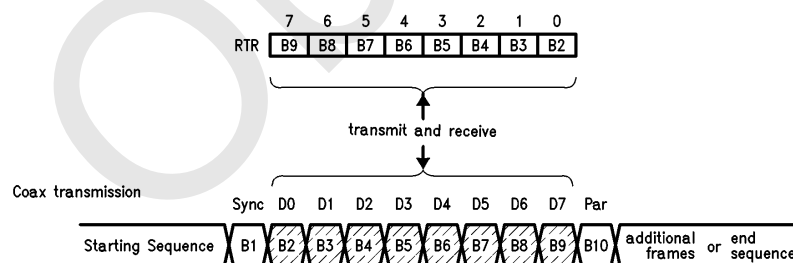 7 6 5 4 3 2 1 0
RTR B9 B8 B7 B6 B5 B4 B3 B2
transmit and receive
Coax transmission
Sync D0 D1 D2 D3 D4 D5 D6 D7 Par
Starting Sequence B1 B2 B3 B4 B5 B6 B7 B8 B9 B10 additional frames or end sequence